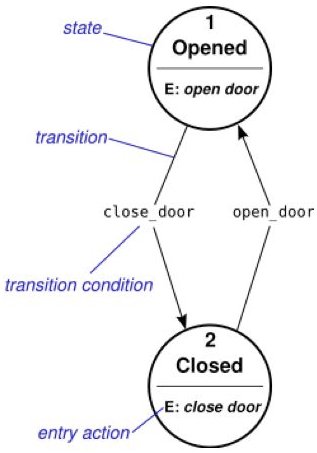 state
1
Opened
E: open door
transition
close_door
open_door
transition condition
2
Closed
E: close door
entry action